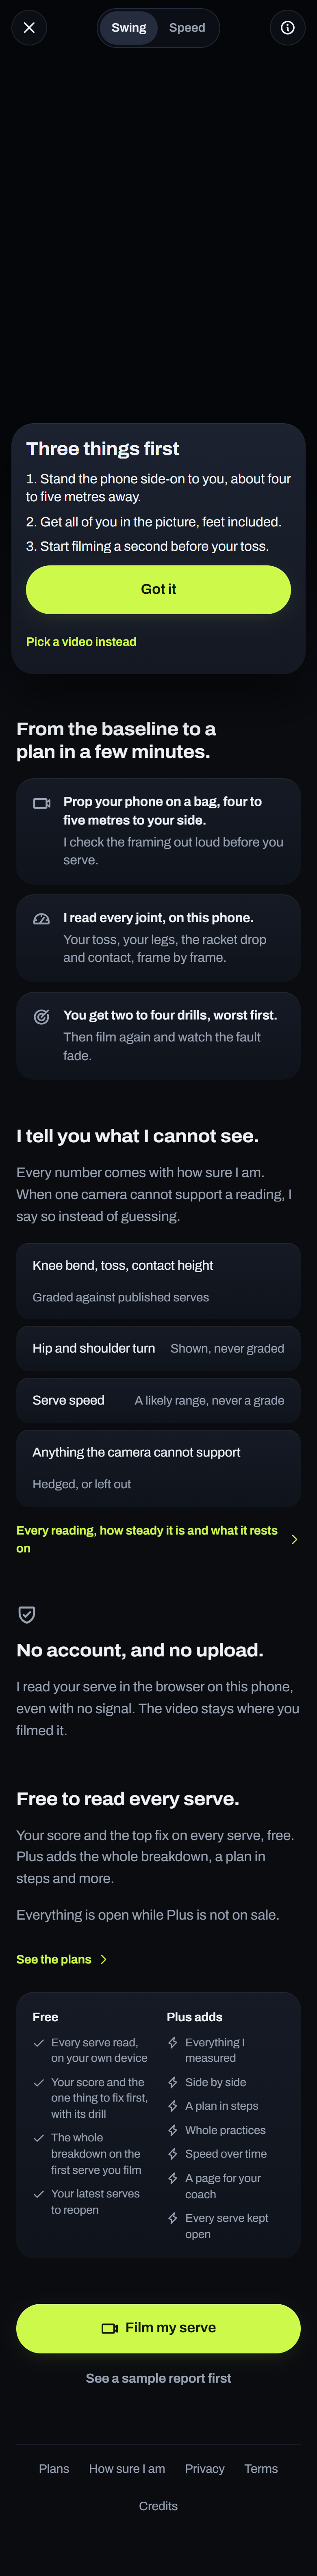 Swing
Speed
Three things first
1. Stand the phone side-on to you, about four
to five metres away.
2. Get all of you in the picture, feet included.
3. Start filming a second before your toss.
Got it
Pick a video instead
From the baseline to a
plan in a few minutes.
Prop your phone on a bag, four to
five metres to your side.
I check the framing out loud before you
serve.
I read every joint, on this phone.
Your toss, your legs, the racket drop
and contact, frame by frame.
You get two to four drills, worst first.
Then film again and watch the fault
fade.
I tell you what I cannot see.
Every number comes with how sure I am.
When one camera cannot support a reading, I
say so instead of guessing.
Knee bend, toss, contact height
Graded against published serves
Hip and shoulder turn
Shown, never graded
Serve speed
A likely range, never a grade
Anything the camera cannot support
Hedged, or left out
Every reading, how steady it is and what it rests
on
No account, and no upload.
I read your serve in the browser on this phone,
even with no signal. The video stays where you
filmed it.
Free to read every serve.
Your score and the top fix on every serve, free.
Plus adds the whole breakdown, a plan in
steps and more.
Everything is open while Plus is not on sale.
See the plans
Free
Every serve read,
on your own device
Your score and the
one thing to fix first,
with its drill
The whole
breakdown on the
first serve you film
Your latest serves
to reopen
Plus adds
Everything I
measured
Side by side
A plan in steps
Whole practices
Speed over time
A page for your
coach
Every serve kept
open
Film my serve
See a sample report first
Plans
How sure I am
Privacy
Terms
Credits